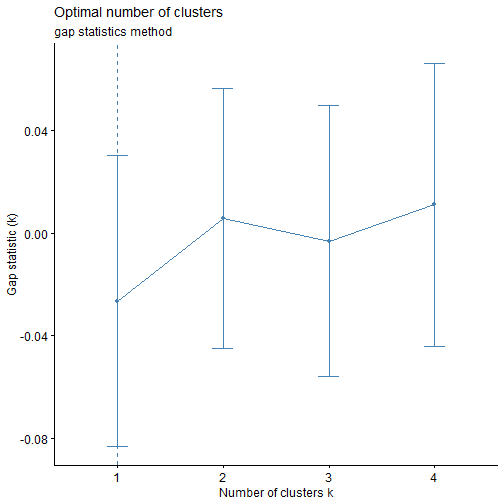 Optimal number of clusters
gap statistics method
Gap statistic (k)
0.04
0.00
-0.04
-0.08
1 2 3 4
Number of clusters k